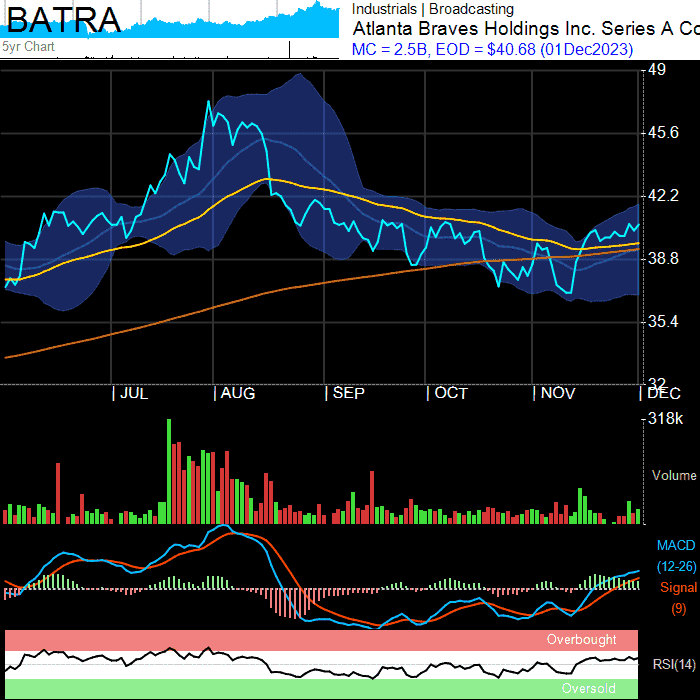 BATRA
5yr Chart
Industrials | Broadcasting
Atlanta Braves Holdings Inc. Series A Co
MC = 2.5B, EOD = $40.68 (01Dec2023)
49
45.6
42.2
38.8
35.4
32
JUL
AUG
SEP
OCT
NOV
DEC
318k
Volume
MACD
(12-26)
Signal
(9)
Overbought
RSI(14)
Oversold